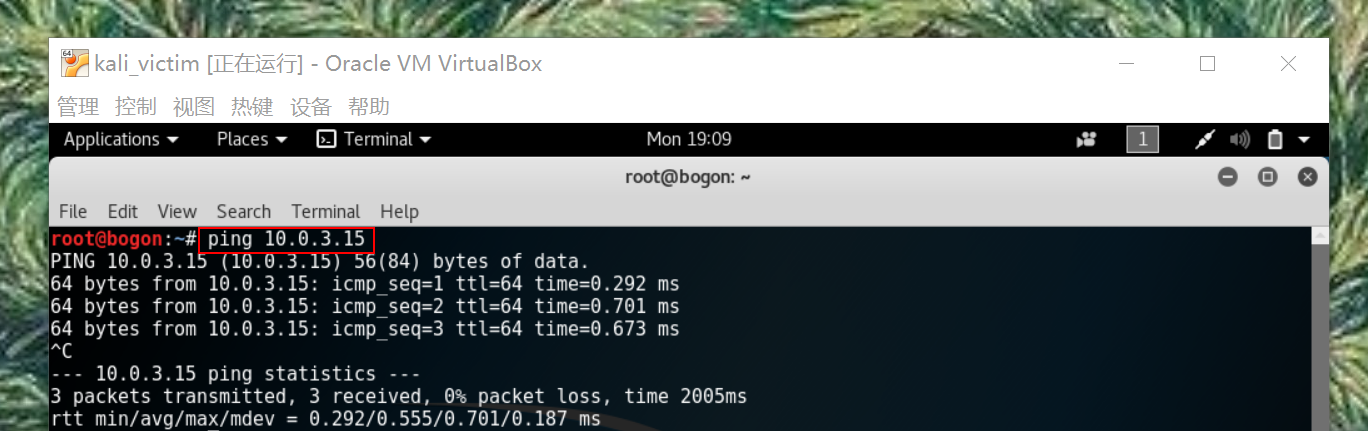 64
kali_victim [正在运行] - Oracle VM VirtualBox
管理 控制 视图 热键 设备 帮助
Applications Places Terminal Mon 19:09 1
root@bogon: ~
File Edit View Search Terminal Help
root@bogon:~# ping 10.0.3.15
PING 10.0.3.15 (10.0.3.15) 56(84) bytes of data.
64 bytes from 10.0.3.15: icmp_seq=1 ttl=64 time=0.292 ms
64 bytes from 10.0.3.15: icmp_seq=2 ttl=64 time=0.701 ms
64 bytes from 10.0.3.15: icmp_seq=3 ttl=64 time=0.673 ms
^C
--- 10.0.3.15 ping statistics ---
3 packets transmitted, 3 received, 0% packet loss, time 2005ms
rtt min/avg/max/mdev = 0.292/0.555/0.701/0.187 ms